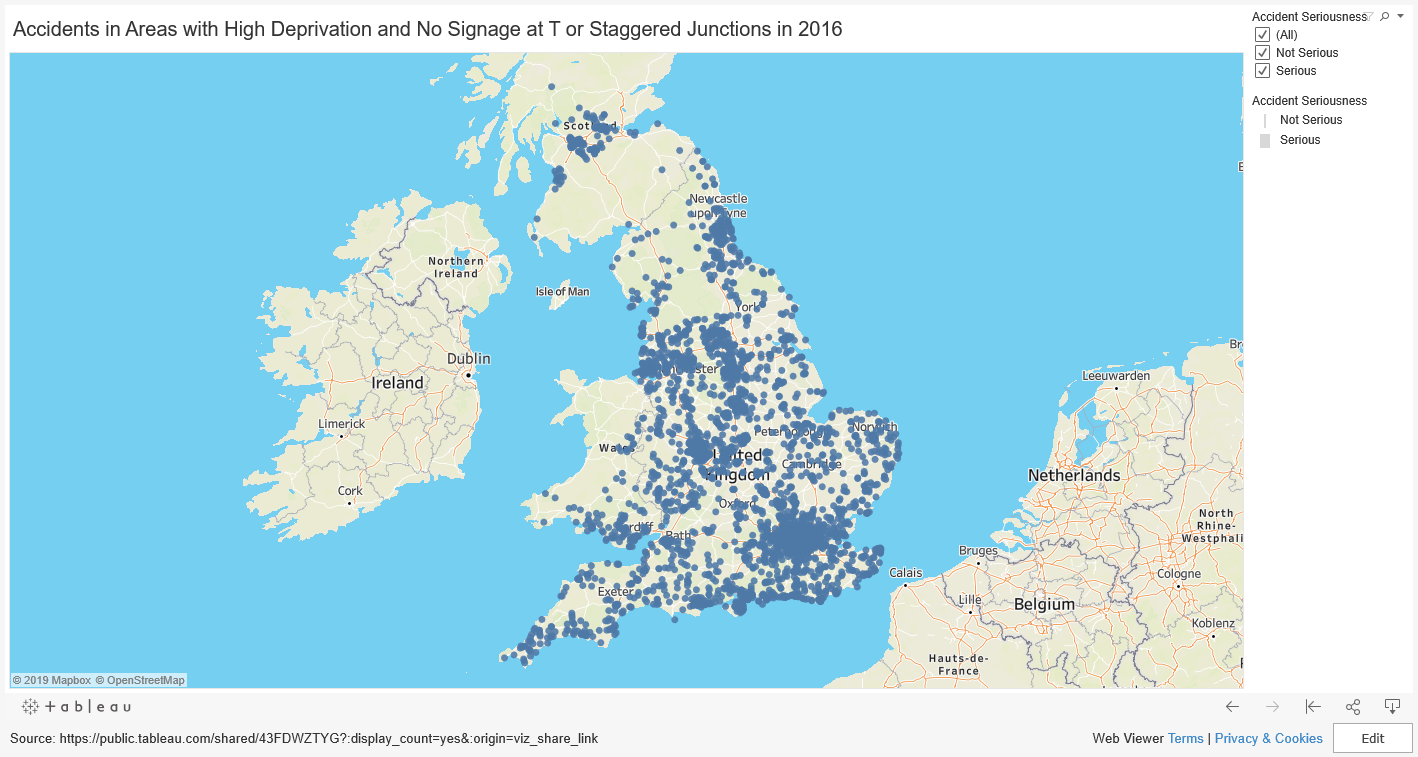 Accidents in Areas with High Deprivation and No Signage at T or Staggered Junctions in 2016
Accident Seriousness
(All)
Not Serious
Serious
Accident Seriousness
Not Serious
Serious
Newcastle
upon Tyne
Northern
Ireland
Isle of Man
York
Dublin
Ireland
Leeuwarden
Limerick
Peterborough
Norwich
Wales
United
Kingdom
Cambridge
Netherlands
Cork
Oxford
North
Rhine-
Westphali
Bath
Bruges
Calais
Cologne
Exeter
Lille
Belgium
Koblenz
Hauts-de-
France
© 2019 Mapbox © OpenStreetMap
+ a b l e a u
Source: https://public.tableau.com/shared/43FDWZTYG?:display_count=yes&:origin=viz_share_link
Web Viewer Terms | Privacy & Cookies
Edit